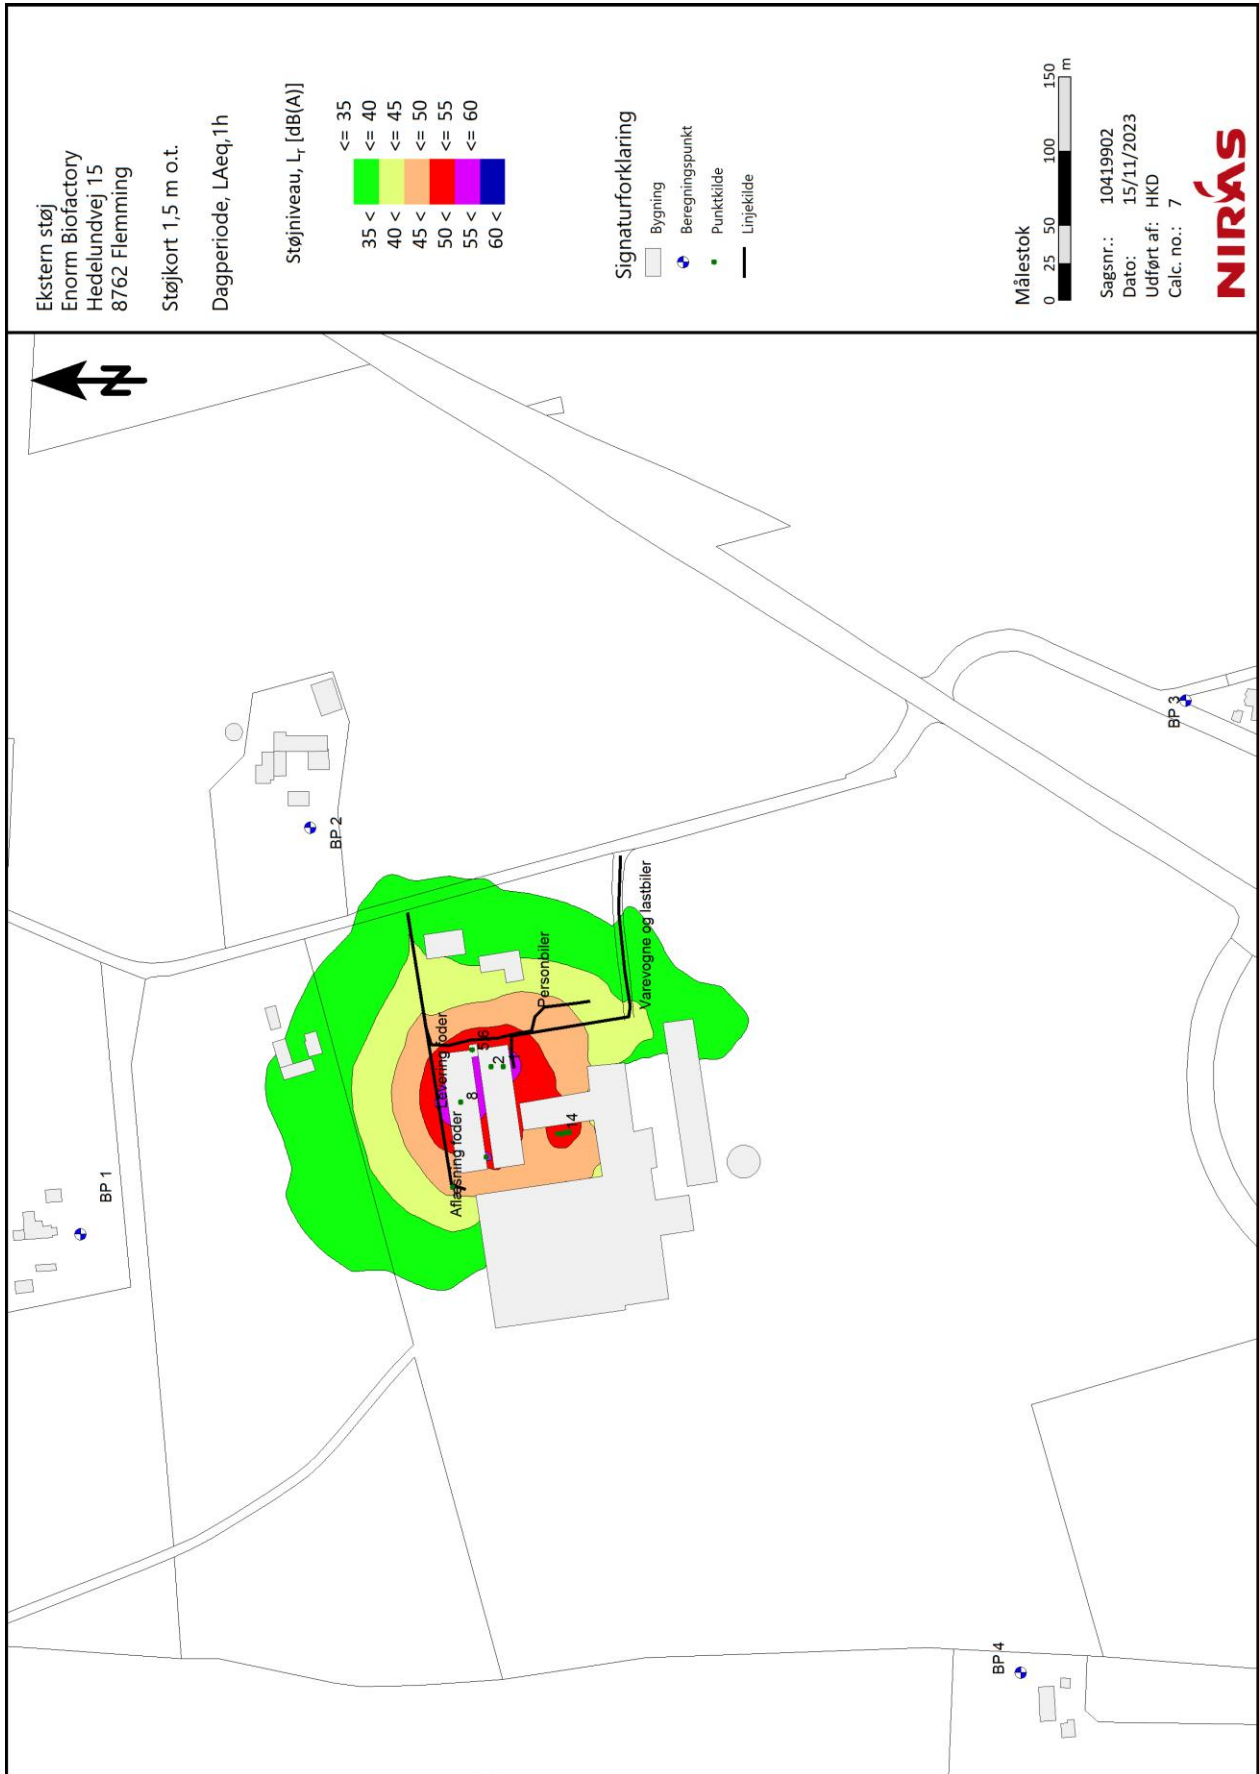 Ekstern støj
Enorm Biofactory
Hedelundvej 15
8762 Flemming
Støjkort 1,5 m o.t.
Dagperiode, LAeq,1h
Støjniveau, Lr [dB(A)]
<= 35
35 < <= 40
40 < <= 45
45 < <= 50
50 < <= 55
55 < <= 60
60 <
Signaturforklaring
Bygning
Beregningspunkt
Punktkilde
Linjekilde
Målestok
0 25 50 100 150
m
Sagsnr.: 10419902
Dato: 15/11/2023
Udført af: HKD
Calc. no.: 7
NIRÁS
N
BP 1
BP 2
BP 3
BP 4
Levering foder
Aflæsning foder
Personbiler
Varevogne og lastbiler
2
8
14